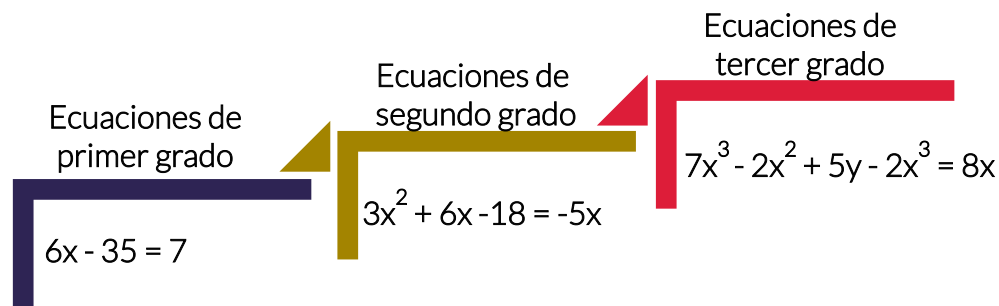 Ecuaciones de
primer grado
6x - 35 = 7
Ecuaciones de
segundo grado
3x² + 6x -18 = -5x
Ecuaciones de
tercer grado
7x³ - 2x² + 5y - 2x³ = 8x